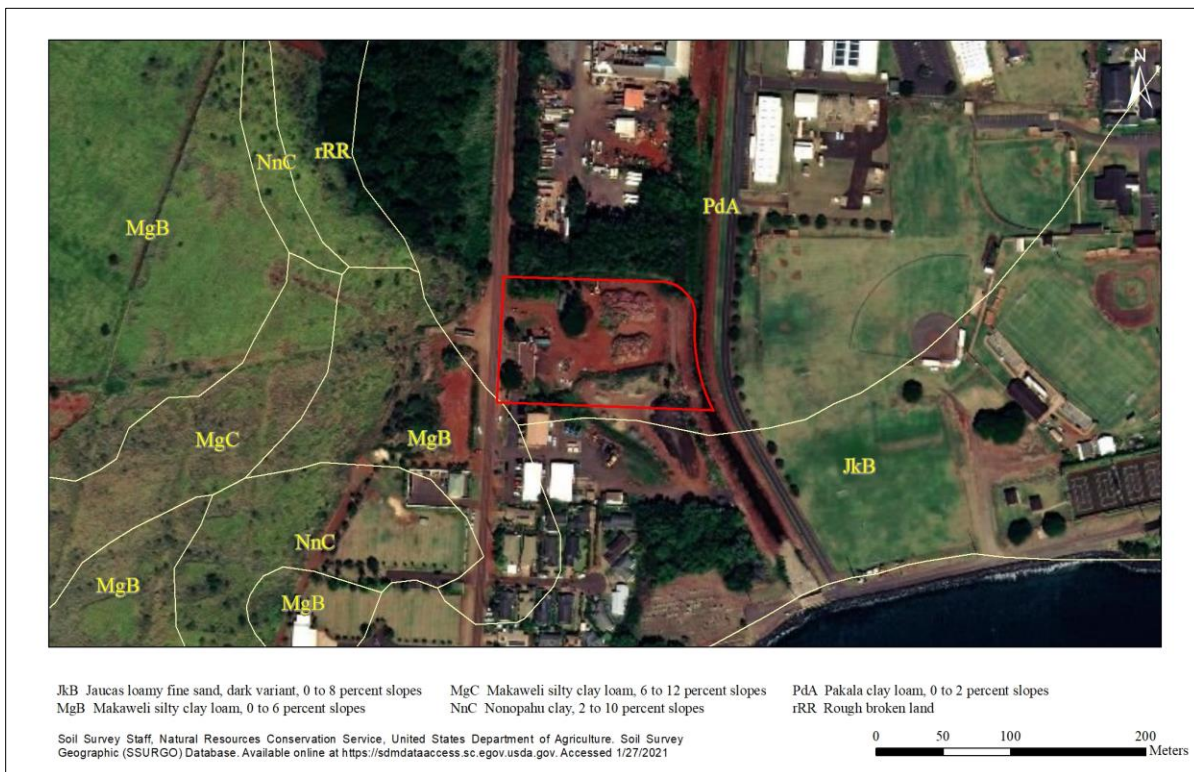 N
NnC
rRR
MgB
PdA
MgC
MgB
JkB
NnC
MgB
MgB
JkB Jaucas loamy fine sand, dark variant, 0 to 8 percent slopes
MgB Makaweli silty clay loam, 0 to 6 percent slopes
MgC Makaweli silty clay loam, 6 to 12 percent slopes
NnC Nonopahu clay, 2 to 10 percent slopes
PdA Pakala clay loam, 0 to 2 percent slopes
rRR Rough broken land
Soil Survey Staff, Natural Resources Conservation Service, United States Department of Agriculture. Soil Survey
Geographic (SSURGO) Database. Available online at https://sdmdataaccess.sc.egov.usda.gov. Accessed 1/27/2021
0 50 100 200
Meters